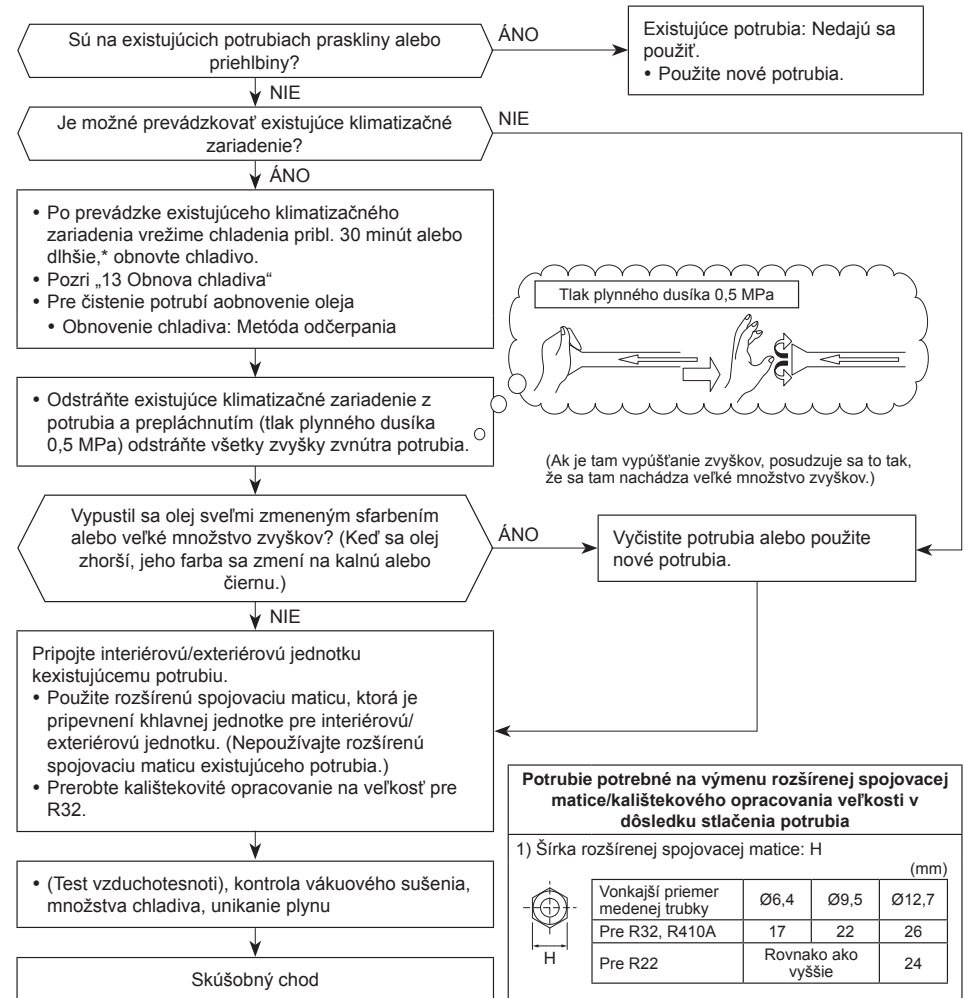 Sú na existujúcich potrubiach praskliny alebo
priehlbiny?
ÁNO
Existujúce potrubia: Nedajú sa
použiť.
• Použite nové potrubia.
NIE
Je možné prevádzkovať existujúce klimatizačné
zariadenie?
NIE
ÁNO
• Po prevádzke existujúceho klimatizačného
zariadenia vrežime chladenia pribl. 30 minút alebo
dlhšie,* obnovte chladivo.
• Pozri „13 Obnova chladiva“
• Pre čistenie potrubí aobnovenie oleja
• Obnovenie chladiva: Metóda odčerpania
Tlak plynného dusíka 0,5 MPa
• Odstráňte existujúce klimatizačné zariadenie z
potrubia a prepláchnutím (tlak plynného dusíka
0,5 MPa) odstráňte všetky zvyšky zvnútra potrubia.
(Ak je tam vypúšťanie zvyškov, posudzuje sa to tak,
že sa tam nachádza veľké množstvo zvyškov.)
Vypustil sa olej sveľmi zmeneným sfarbením
alebo veľké množstvo zvyškov? (Keď sa olej
zhorší, jeho farba sa zmení na kalnú alebo
čiernu.)
ÁNO
Vyčistite potrubia alebo použite
nové potrubia.
NIE
Pripojte interiérovú/exteriérovú jednotku
kexistujúcemu potrubiu.
• Použite rozšírenú spojovaciu maticu, ktorá je
pripevnení khlavnej jednotke pre interiérovú/
exteriérovú jednotku. (Nepoužívajte rozšírenú
spojovaciu maticu existujúceho potrubia.)
• Prerobte kalištekovité opracovanie na veľkosť pre
R32.
• (Test vzduchotesnoti), kontrola vákuového sušenia,
množstva chladiva, unikanie plynu
Skúšobný chod
Potrubie potrebné na výmenu rozšírenej spojovacej
matice/kalištekového opracovania veľkosti v
dôsledku stlačenia potrubia
1) Šírka rozšírenej spojovacej matice: H
(mm)
Vonkajší priemer
medenej trubky
Ø6,4 Ø9,5 Ø12,7
Pre R32, R410A 17 22 26
Pre R22 Rovnako ako
vyššie
24
H